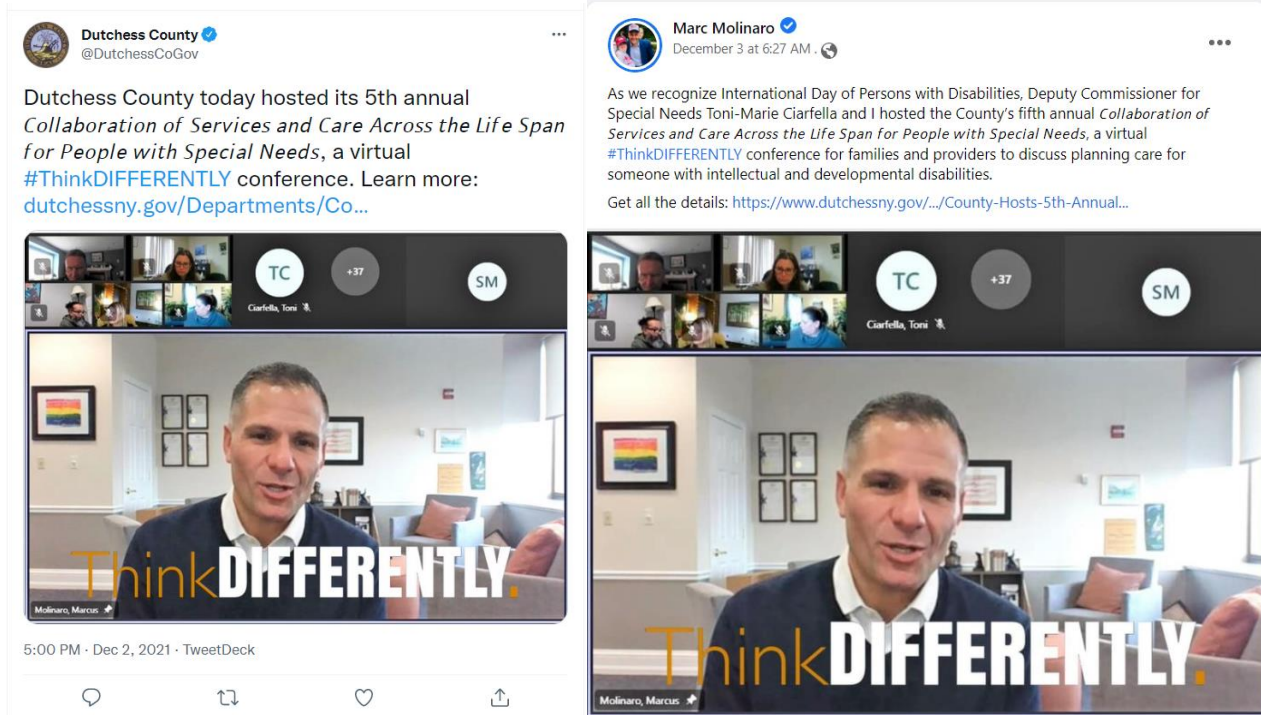 Dutchess County
@DutchessCoGov
Dutchess County today hosted its 5th annual
Collaboration of Services and Care Across the Life Span
for People with Special Needs, a virtual
#ThinkDIFFERENTLY conference. Learn more:
dutchessny.gov/Departments/Co...
TC
+37
SM
Ciarfella, Toni
ThinkDIFFERENTLY.
Molinaro, Marcus
5:00 PM · Dec 2, 2021 · TweetDeck
Marc Molinaro
December 3 at 6:27 AM .
As we recognize International Day of Persons with Disabilities, Deputy Commissioner for
Special Needs Toni-Marie Ciarfella and I hosted the County's fifth annual Collaboration of
Services and Care Across the Life Span for People with Special Needs, a virtual
#ThinkDIFFERENTLY conference for families and providers to discuss planning care for
someone with intellectual and developmental disabilities.
Get all the details: https://www.dutchessny.gov/.../County-Hosts-5th-Annual...
TC
+37
SM
Ciarfella, Toni
ThinkDIFFERENTLY.
Molinaro, Marcus